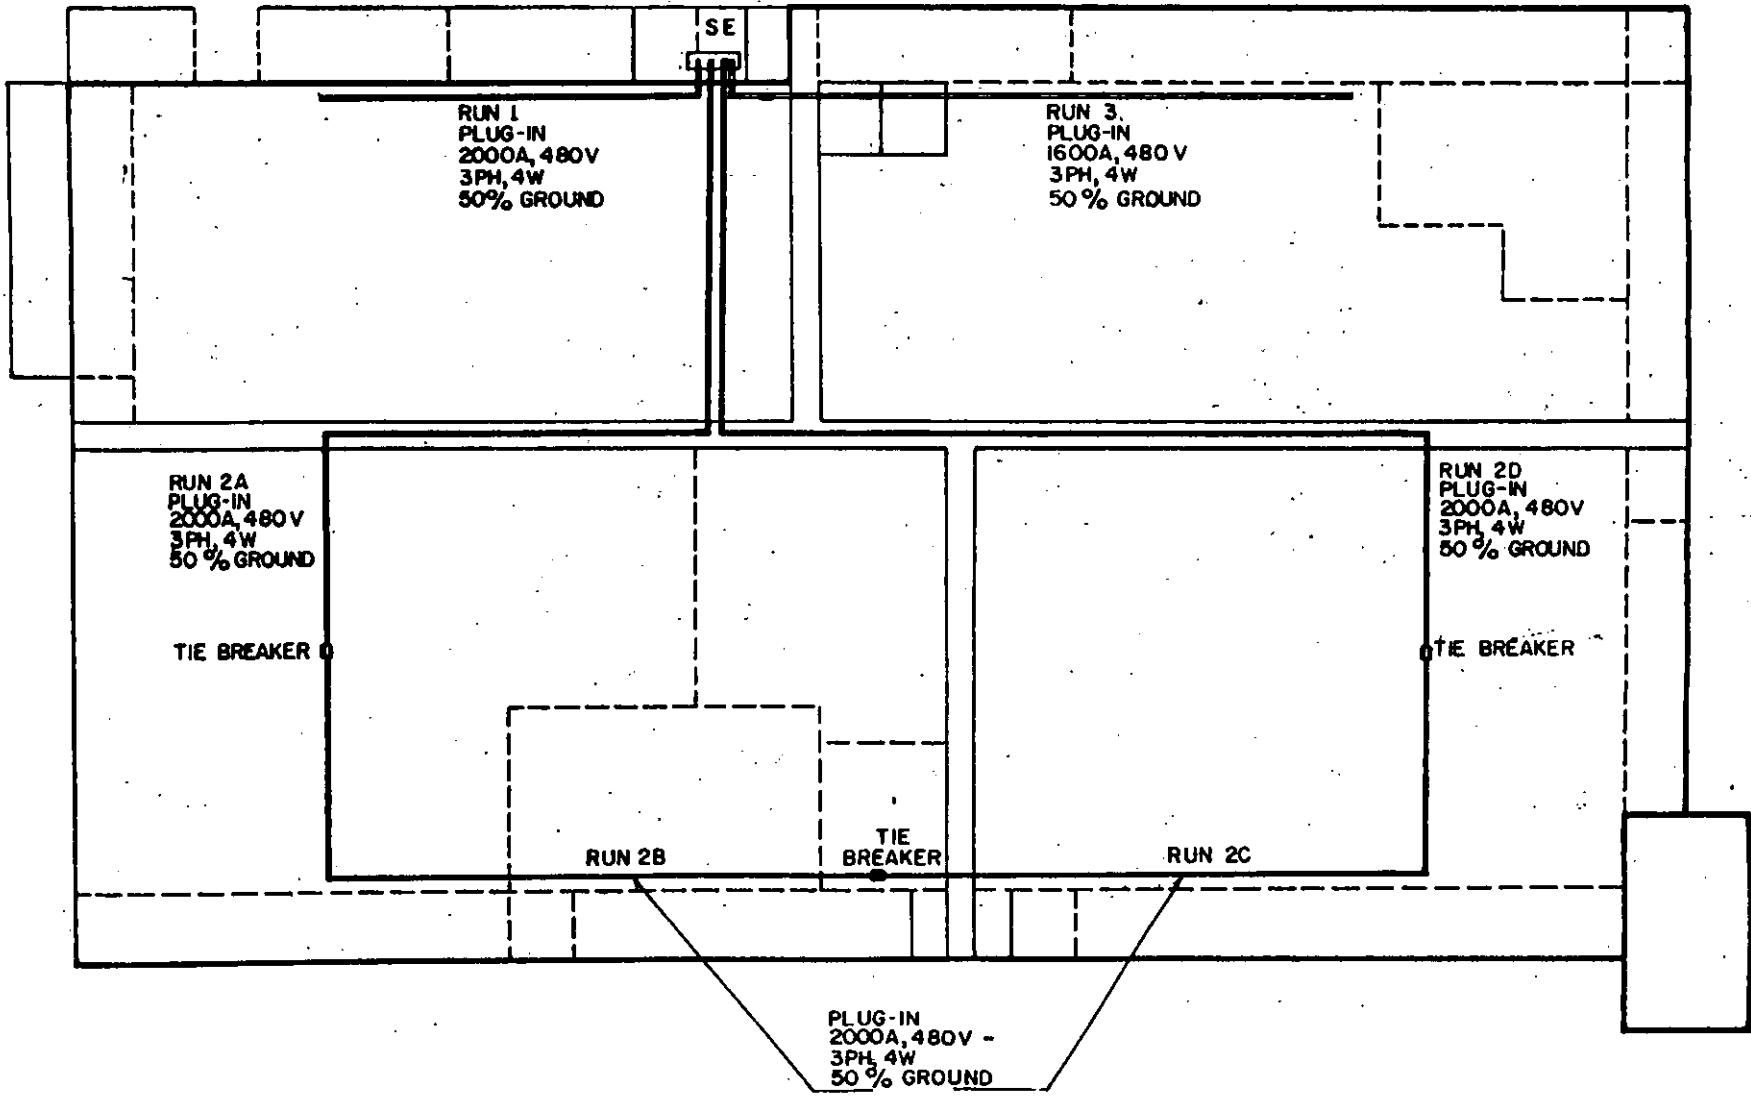 SE
RUN 1
PLUG-IN
2000A, 480V
3PH, 4W
50% GROUND
RUN 3.
PLUG-IN
1600A, 480V
3PH, 4W
50% GROUND
RUN 2A
PLUG-IN
2000A, 480V
3PH, 4W
50% GROUND
RUN 2D
PLUG-IN
2000A, 480V
3PH, 4W
50% GROUND
TIE BREAKER
TIE BREAKER
RUN 2B
TIE
BREAKER
RUN 2C
PLUG-IN
2000A, 480V -
3PH, 4W
50% GROUND